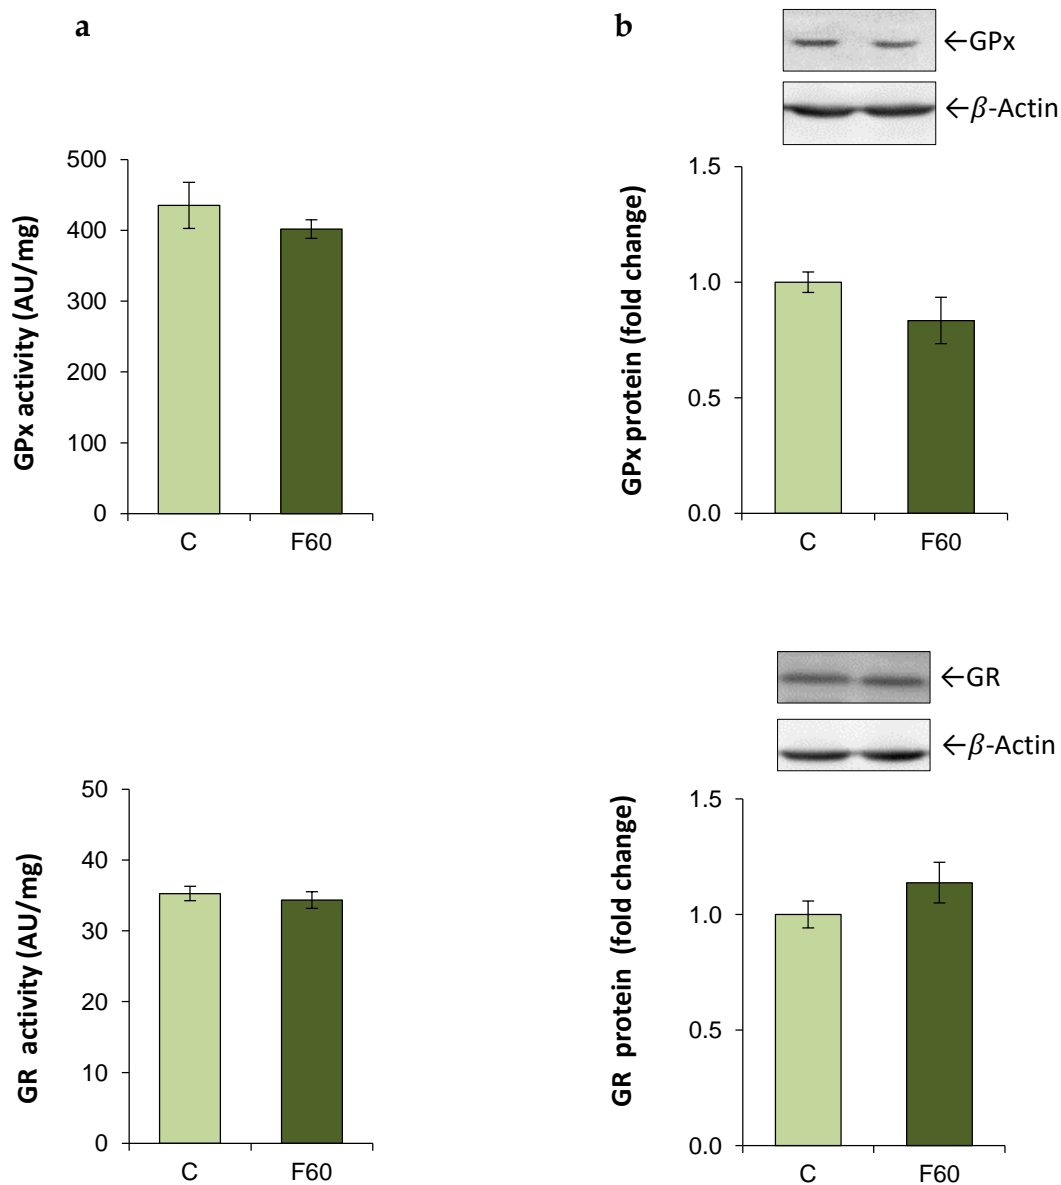 a
GPx activity (AU/mg)
500
400
300
200
100
0
C F60
b
←GPx
←β-Actin
GPx protein (fold change)
1.5
1.0
0.5
0.0
C F60
GR activity (AU/mg)
50
40
30
20
10
0
C F60
←GR
←β-Actin
GR protein (fold change)
1.5
1.0
0.5
0.0
C F60